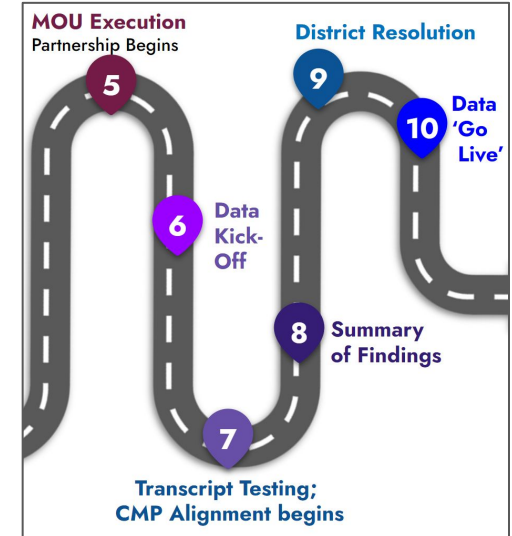 MOU Execution
Partnership Begins
5
6
Data
Kick-
Off
7
Transcript Testing;
CMP Alignment begins
8
Summary
of Findings
District Resolution
9
10
Data
‘Go
Live’